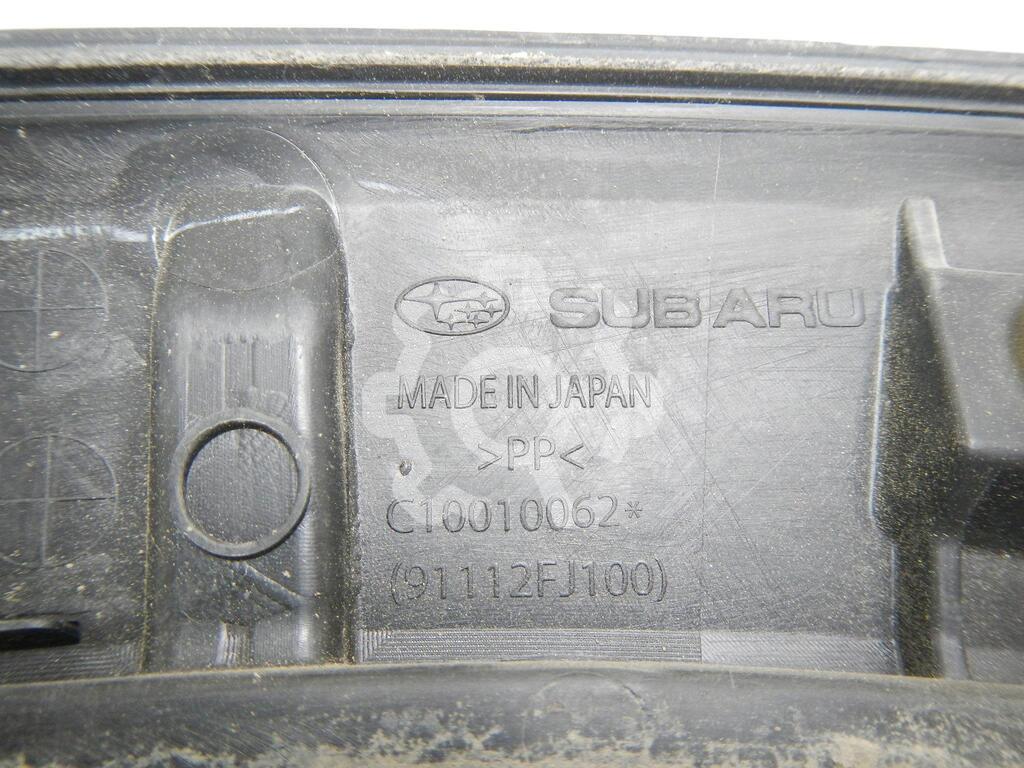 SUBARU
MADE IN JAPAN
>PP<
C10010062*
(91112FJ100)